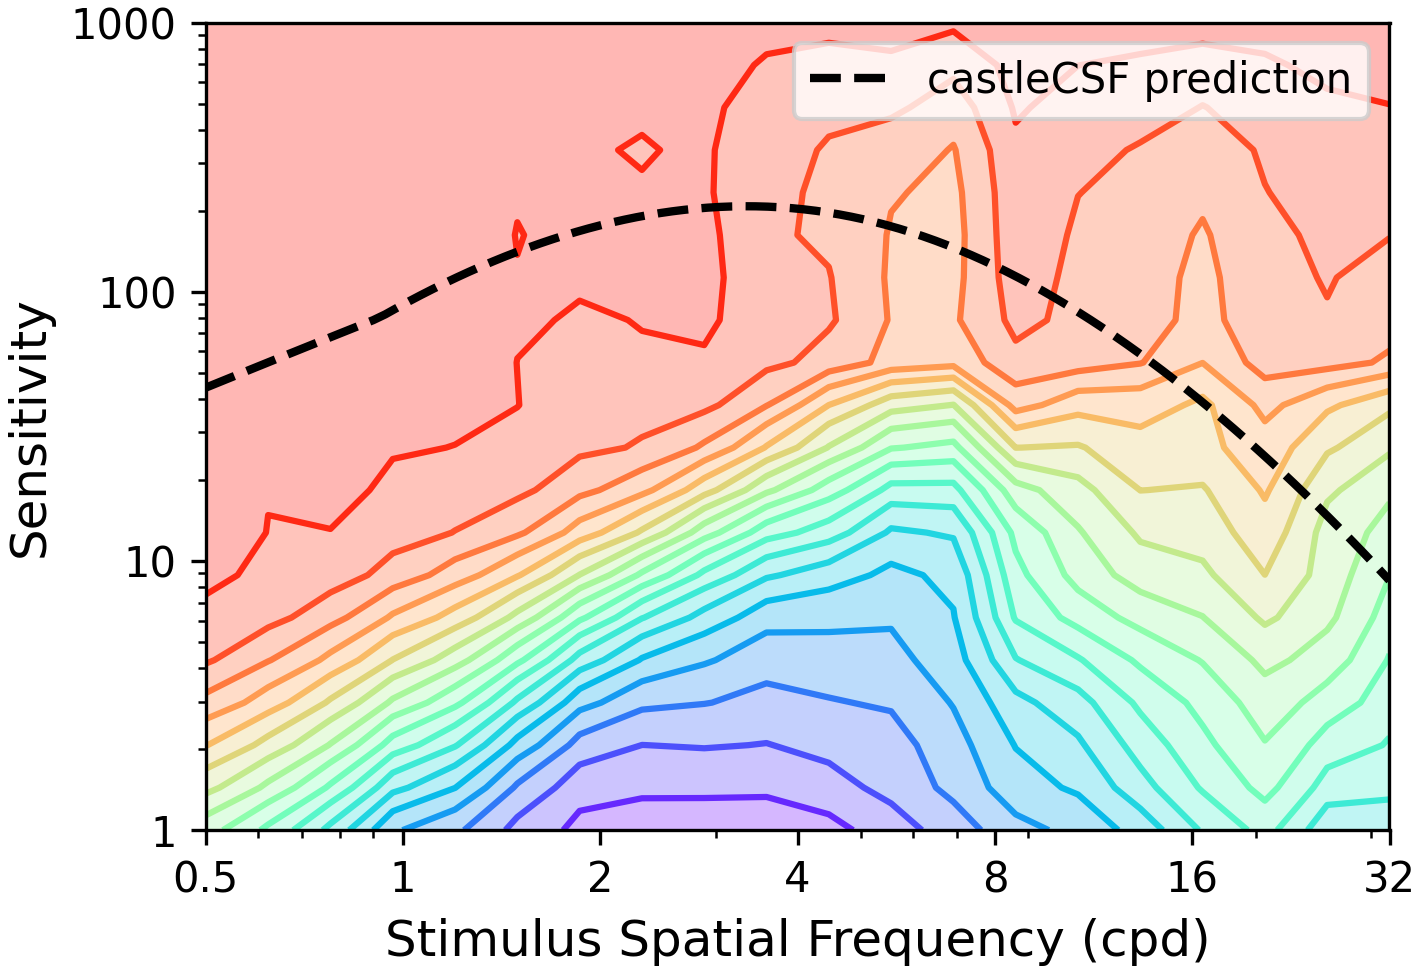 1000
castleCSF prediction
100
Sensitivity
10
1
0.5 1 2 4 8 16 32
Stimulus Spatial Frequency (cpd)